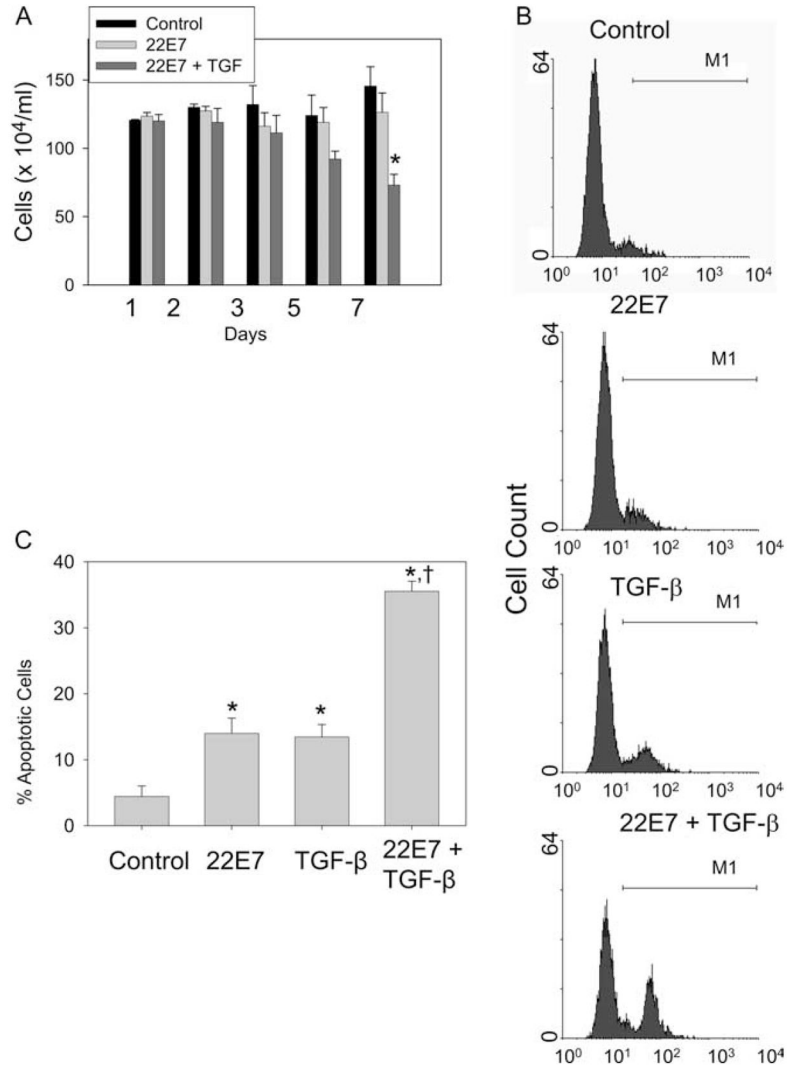 A
Control
22E7
22E7 + TGF
Cells (x 10⁴/ml)
150
100
50
0
*
1 2 3 5 7
Days
B
Control
64
M1
0
10⁰ 10¹ 10² 10³ 10⁴
22E7
64
M1
0
10⁰ 10¹ 10² 10³ 10⁴
Cell Count
TGF-β
64
M1
0
10⁰ 10¹ 10² 10³ 10⁴
22E7 + TGF-β
64
M1
0
10⁰ 10¹ 10² 10³ 10⁴
C
% Apoptotic Cells
40
30
20
10
0
*
*
*,†
Control 22E7 TGF-β 22E7 +
TGF-β